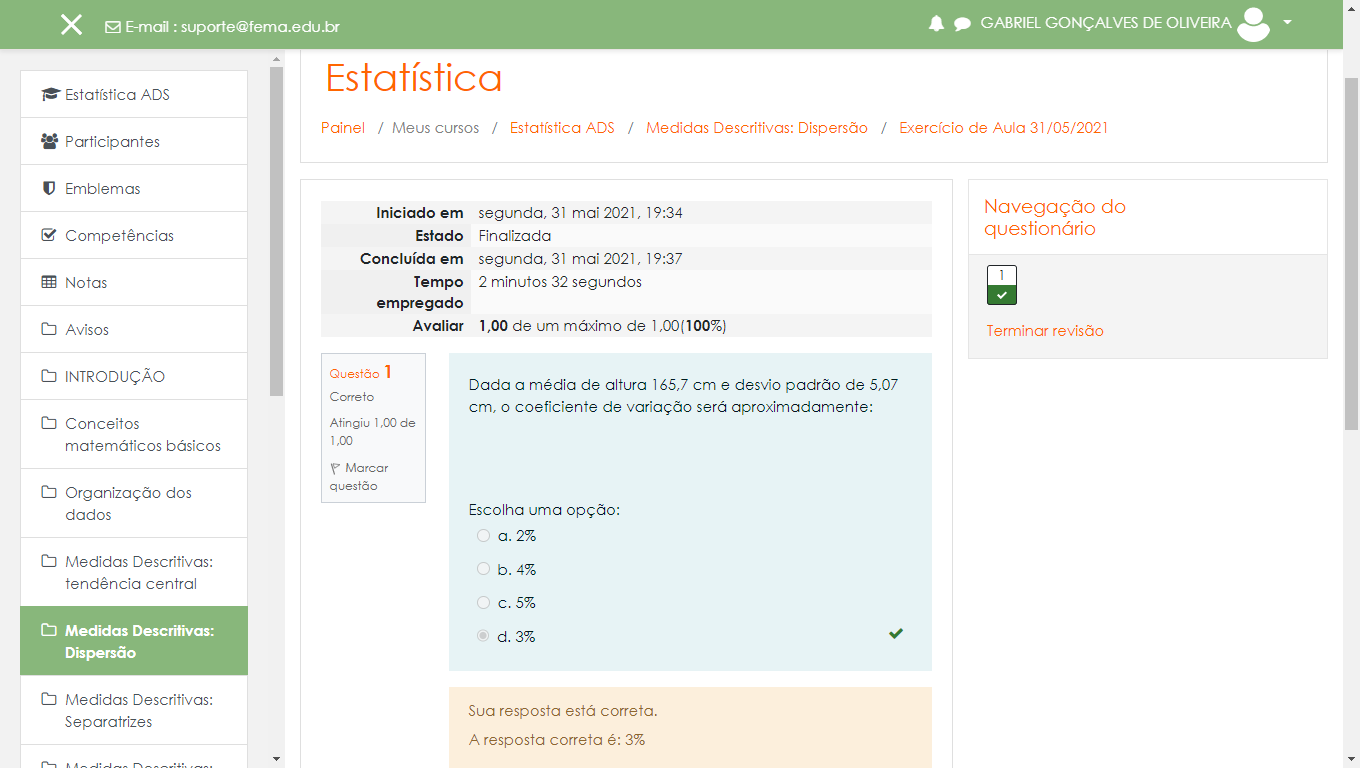 E-mail : suporte@fema.edu.br
GABRIEL GONÇALVES DE OLIVEIRA
Estatística ADS
Participantes
Emblemas
Competências
Notas
Avisos
INTRODUÇÃO
Conceitos
matemáticos básicos
Organização dos
dados
Medidas Descritivas:
tendência central
Medidas Descritivas:
Dispersão
Medidas Descritivas:
Separatrizes
Medidas Descritivas:
Estatística
Painel / Meus cursos / Estatística ADS / Medidas Descritivas: Dispersão / Exercício de Aula 31/05/2021
Iniciado em segunda, 31 mai 2021, 19:34
Estado Finalizada
Concluída em segunda, 31 mai 2021, 19:37
Tempo 2 minutos 32 segundos
empregado
Avaliar 1,00 de um máximo de 1,00(100%)
Questão 1
Correto
Atingiu 1,00 de
1,00
Marcar
questão
Dada a média de altura 165,7 cm e desvio padrão de 5,07
cm, o coeficiente de variação será aproximadamente:
Escolha uma opção:
a. 2%
b. 4%
c. 5%
d. 3%
Sua resposta está correta.
A resposta correta é: 3%
Navegação do
questionário
1
Terminar revisão